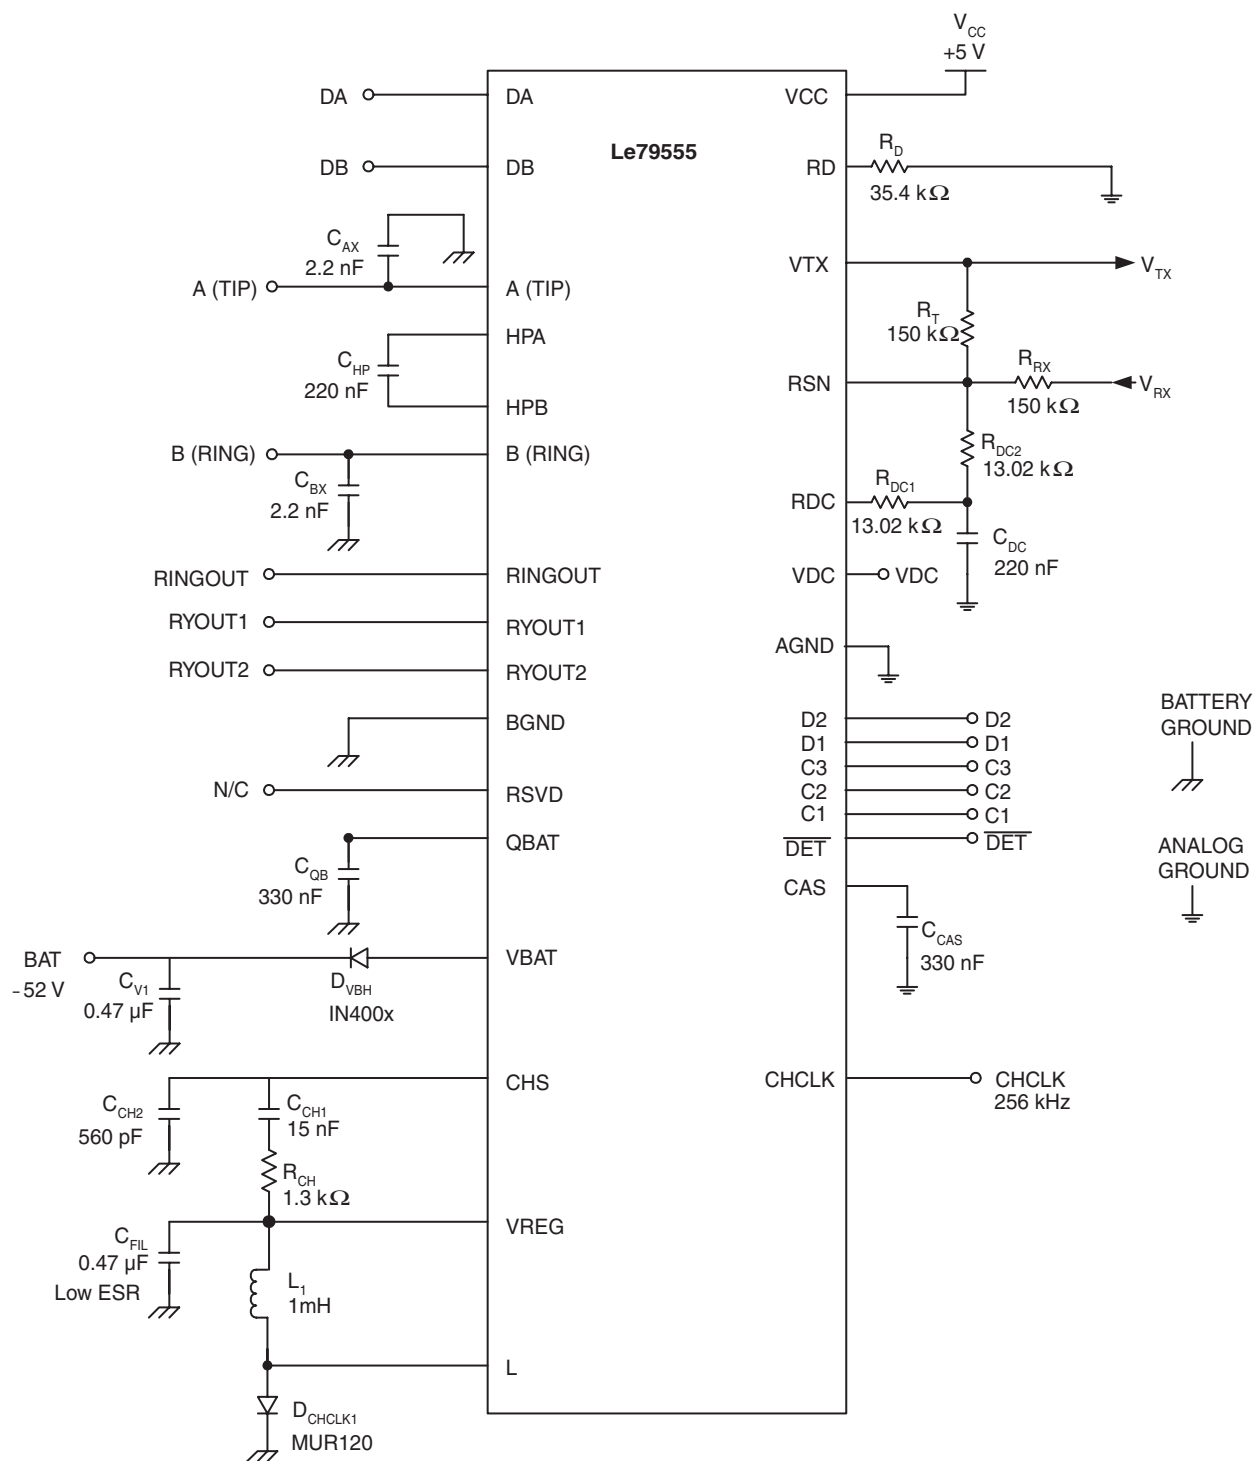 V_CC
+5 V
Le79555
DA
DA
DB
DB
C_AX
2.2 nF
A (TIP)
A (TIP)
HPA
C_HP
220 nF
HPB
B (RING)
B (RING)
C_BX
2.2 nF
RINGOUT
RINGOUT
RYOUT1
RYOUT1
RYOUT2
RYOUT2
BGND
N/C
RSVD
QBAT
C_QB
330 nF
BAT
-52 V
C_V1
0.47 µF
D_VBH
IN400x
VBAT
CHS
C_CH2
560 pF
C_CH1
15 nF
R_CH
1.3 kΩ
VREG
C_FIL
0.47 µF
Low ESR
L_1
1mH
L
D_CHCLK1
MUR120
VCC
RD
R_D
35.4 kΩ
VTX
V_TX
R_T
150 kΩ
RSN
R_RX
150 kΩ
V_RX
R_DC2
13.02 kΩ
RDC
R_DC1
13.02 kΩ
C_DC
220 nF
VDC
VDC
AGND
D2
D2
D1
D1
C3
C3
C2
C2
C1
C1
DET
DET
CAS
C_CAS
330 nF
CHCLK
CHCLK
256 kHz
BATTERY
GROUND
ANALOG
GROUND